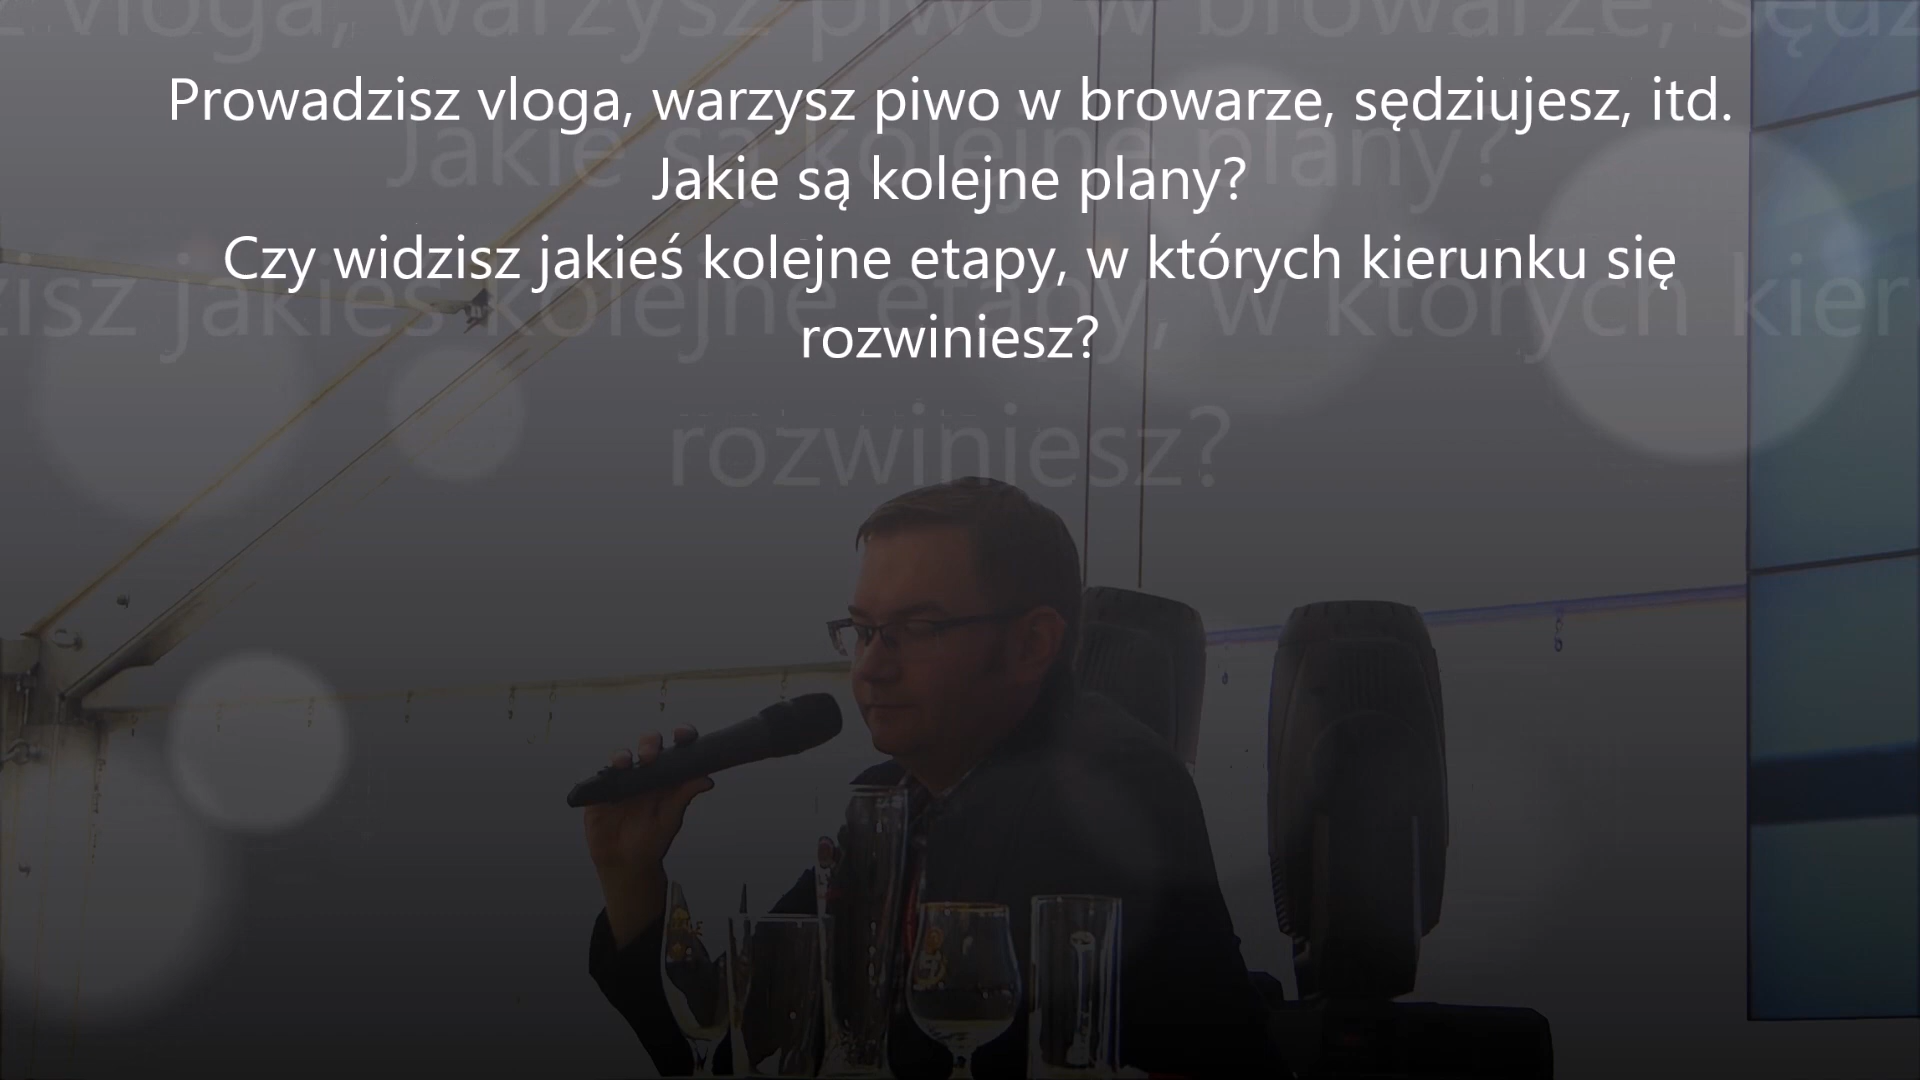 Prowadzisz vloga, warzysz piwo w browarze, sędziujesz, itd.
Jakie są kolejne plany?
Czy widzisz jakieś kolejne etapy, w których kierunku się
rozwiniesz?